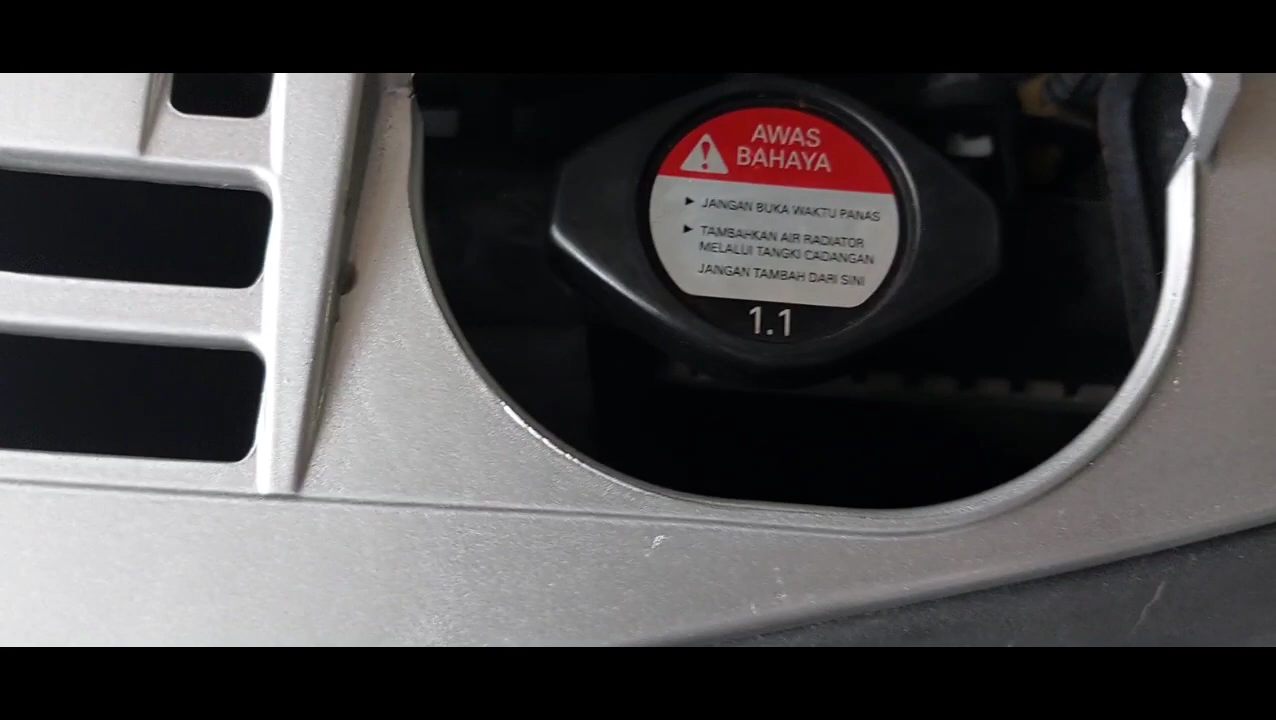 AWAS
BAHAYA
JANGAN BUKA WAKTU PANAS
TAMBAHKAN AIR RADIATOR
MELALUI TANGKI CADANGAN
JANGAN TAMBAH DARI SINI
1.1